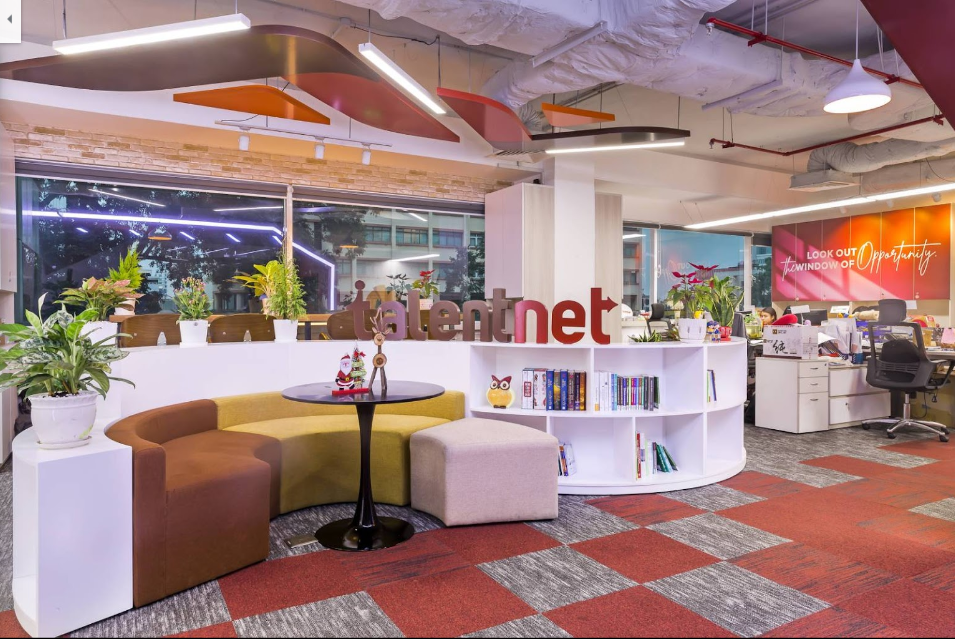 talentnet
LOOK OUT
the WINDOW OF Opportunity.